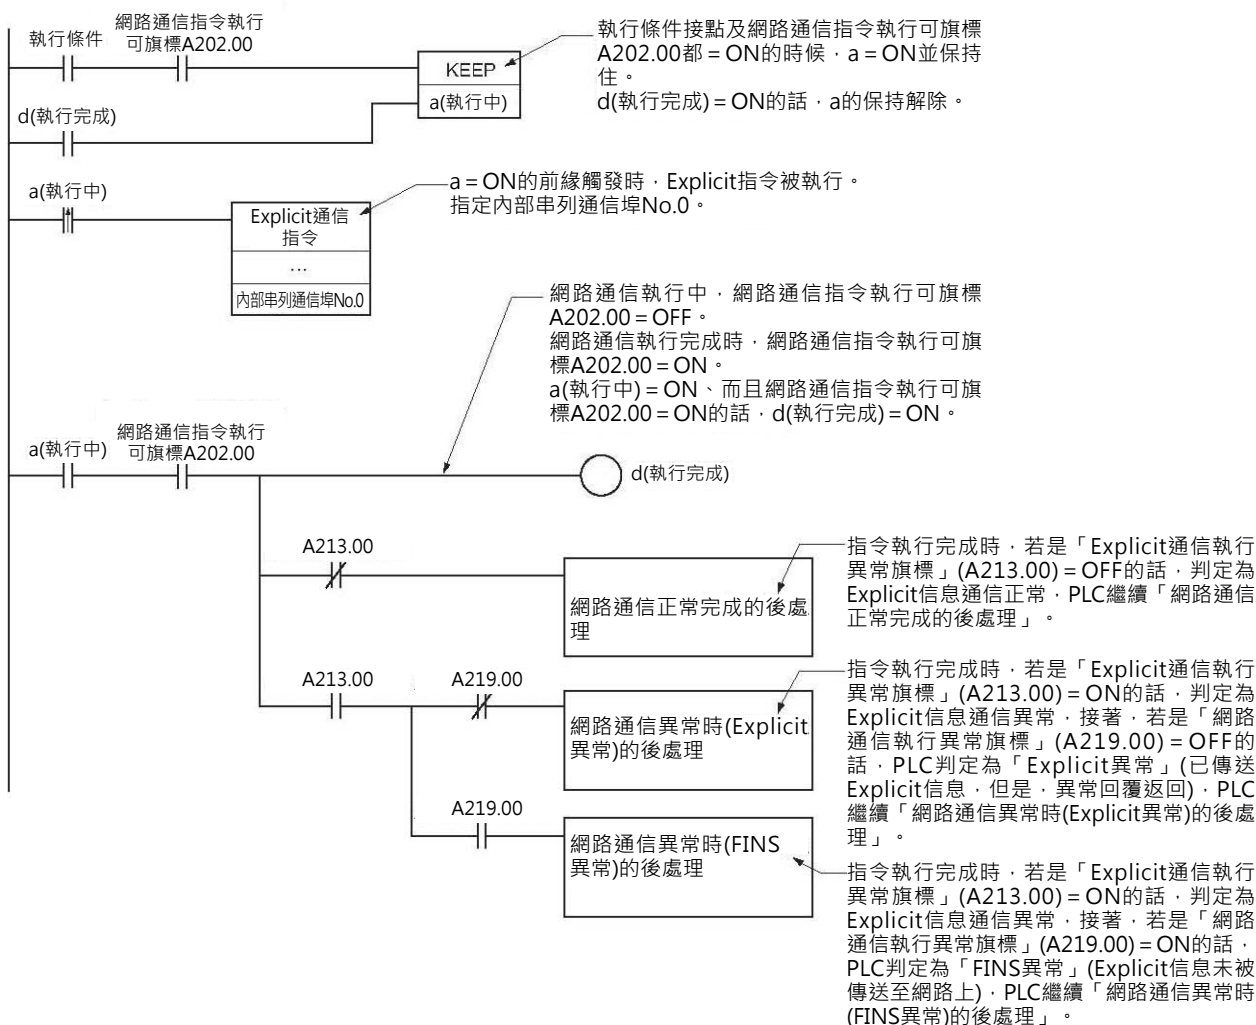 執行條件
網路通信指令執行
可旗標A202.00
KEEP
a(執行中)
d(執行完成)
執行條件接點及網路通信指令執行可旗標
A202.00都=ON的時候，a=ON並保持
住。
d(執行完成)=ON的話，a的保持解除。
a(執行中)
Explicit通信
指令
...
內部串列通信埠No.0
a=ON的前緣觸發時，Explicit指令被執行。
指定內部串列通信埠No.0。
網路通信執行中，網路通信指令執行可旗標
A202.00=OFF。
網路通信執行完成時，網路通信指令執行可旗
標A202.00=ON。
a(執行中)=ON、而且網路通信指令執行可旗
標A202.00=ON的話，d(執行完成)=ON。
a(執行中)
網路通信指令執行
可旗標A202.00
d(執行完成)
A213.00
網路通信正常完成的後處
理
指令執行完成時，若是「Explicit通信執行
異常旗標」(A213.00)=OFF的話，判定為
Explicit信息通信正常，PLC繼續「網路通信
正常完成的後處理」。
A213.00
A219.00
網路通信異常時(Explicit
異常)的後處理
指令執行完成時，若是「Explicit通信執行
異常旗標」(A213.00)=ON的話，判定為
Explicit信息通信異常，接著，若是「網路
通信執行異常旗標」(A219.00)=OFF的
話，PLC判定為「Explicit異常」(已傳送
Explicit信息，但是，異常回覆返回)，PLC
繼續「網路通信異常時(Explicit異常)的後處
理」。
A219.00
網路通信異常時(FINS
異常)的後處理
指令執行完成時，若是「Explicit通信執行
異常旗標」(A213.00)=ON的話，判定為
Explicit信息通信異常，接著，若是「網路
通信執行異常旗標」(A219.00)=ON的話，
PLC判定為「FINS異常」(Explicit信息未被
傳送至網路上)，PLC繼續「網路通信異常時
(FINS異常)的後處理」。